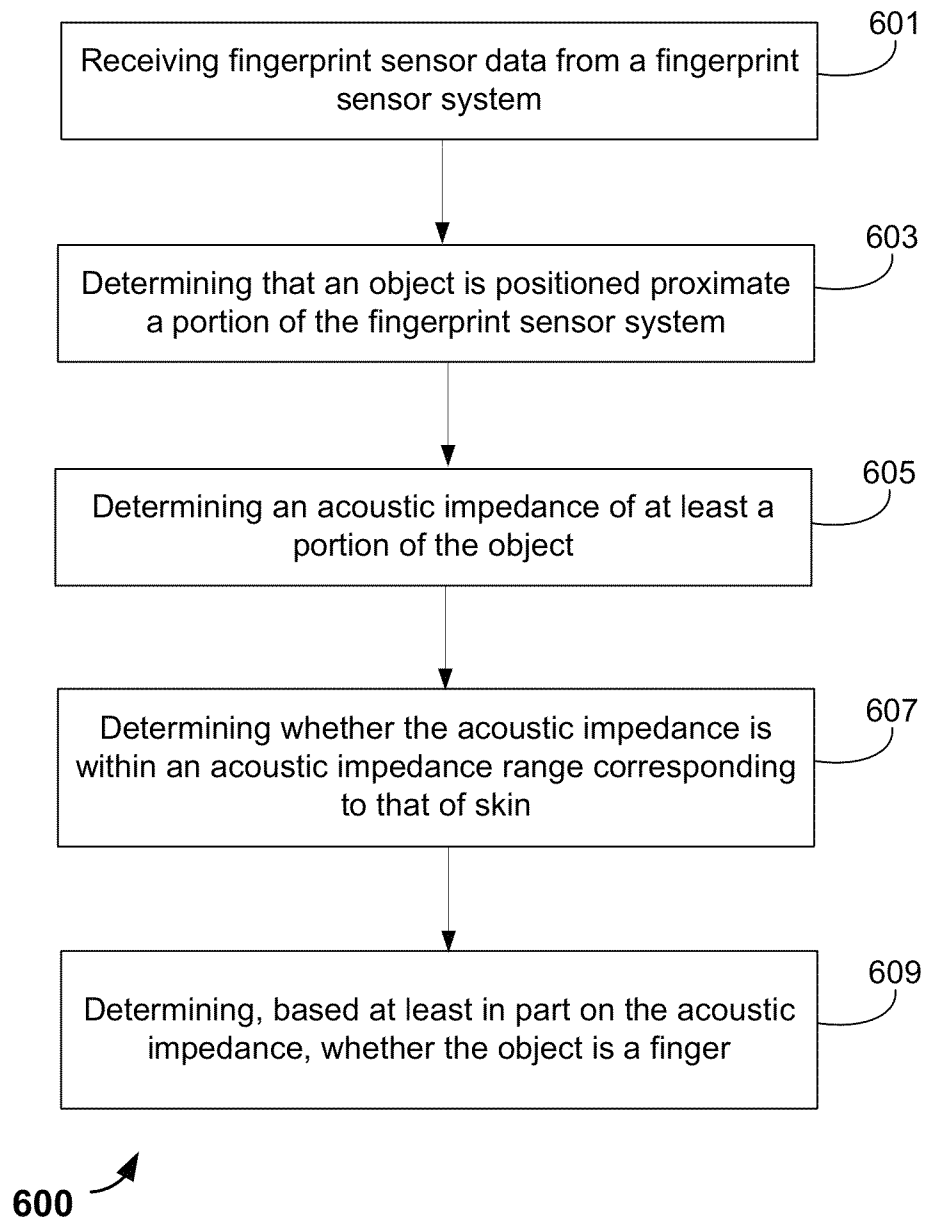 601
Receiving fingerprint sensor data from a fingerprint
sensor system
603
Determining that an object is positioned proximate
a portion of the fingerprint sensor system
605
Determining an acoustic impedance of at least a
portion of the object
607
Determining whether the acoustic impedance is
within an acoustic impedance range corresponding
to that of skin
609
Determining, based at least in part on the acoustic
impedance, whether the object is a finger
600